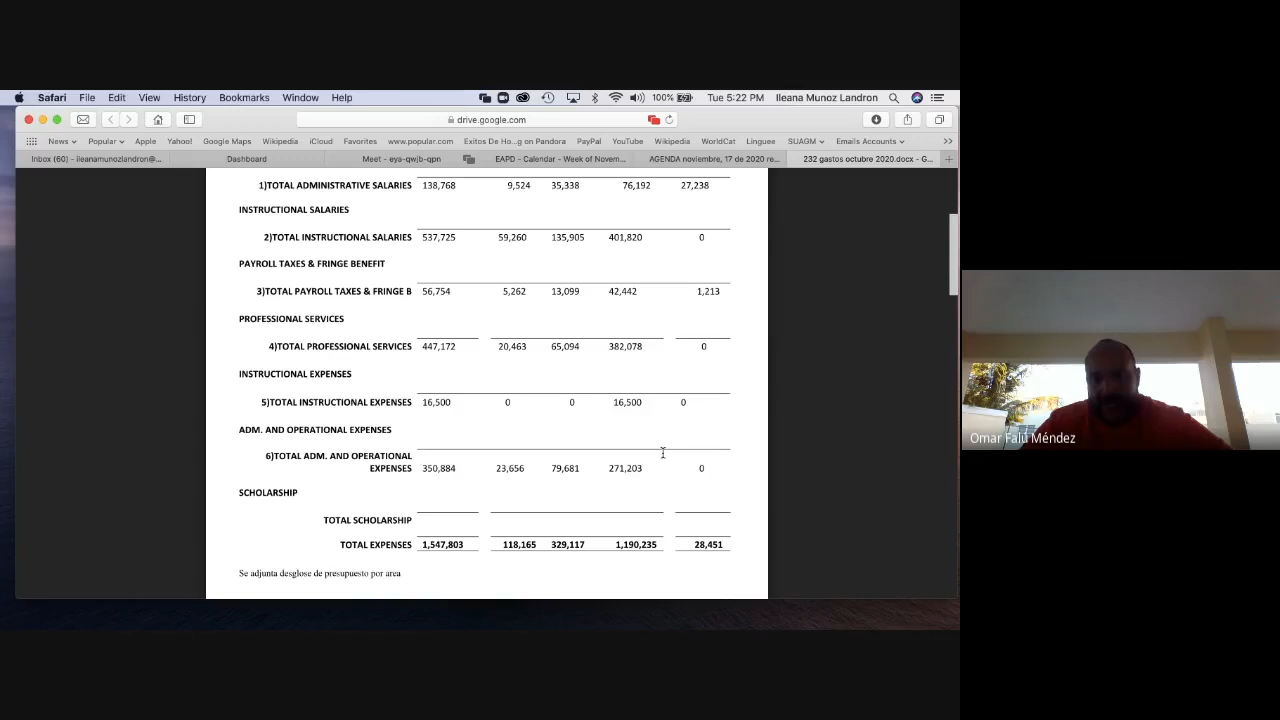 Safari File Edit View History Bookmarks Window Help 100% Tue 5:22 PM Ileana Munoz Landron
drive.google.com
News Popular Apple Yahoo! Google Maps Wikipedia iCloud Favorites www.popular.com Exitos De Ho...g on Pandora PayPal YouTube Wikipedia WorldCat Linguee SUAGM Emails Accounts
Inbox (60) - ileanamunozlandron@... Dashboard Meet - eya-qwjb-qpn EAPD - Calendar - Week of Novem... AGENDA noviembre, 17 de 2020 re... 232 gastos octubre 2020.docx - G...
1)TOTAL ADMINISTRATIVE SALARIES 138,768 9,524 35,338 76,192 27,238
INSTRUCTIONAL SALARIES
2)TOTAL INSTRUCTIONAL SALARIES 537,725 59,260 135,905 401,820 0
PAYROLL TAXES & FRINGE BENEFIT
3)TOTAL PAYROLL TAXES & FRINGE B 56,754 5,262 13,099 42,442 1,213
PROFESSIONAL SERVICES
4)TOTAL PROFESSIONAL SERVICES 447,172 20,463 65,094 382,078 0
INSTRUCTIONAL EXPENSES
5)TOTAL INSTRUCTIONAL EXPENSES 16,500 0 0 16,500 0
ADM. AND OPERATIONAL EXPENSES
6)TOTAL ADM. AND OPERATIONAL
EXPENSES 350,884 23,656 79,681 271,203 0
SCHOLARSHIP
TOTAL SCHOLARSHIP
TOTAL EXPENSES 1,547,803 118,165 329,117 1,190,235 28,451
Se adjunta desglose de presupuesto por area
Omar Falú Méndez